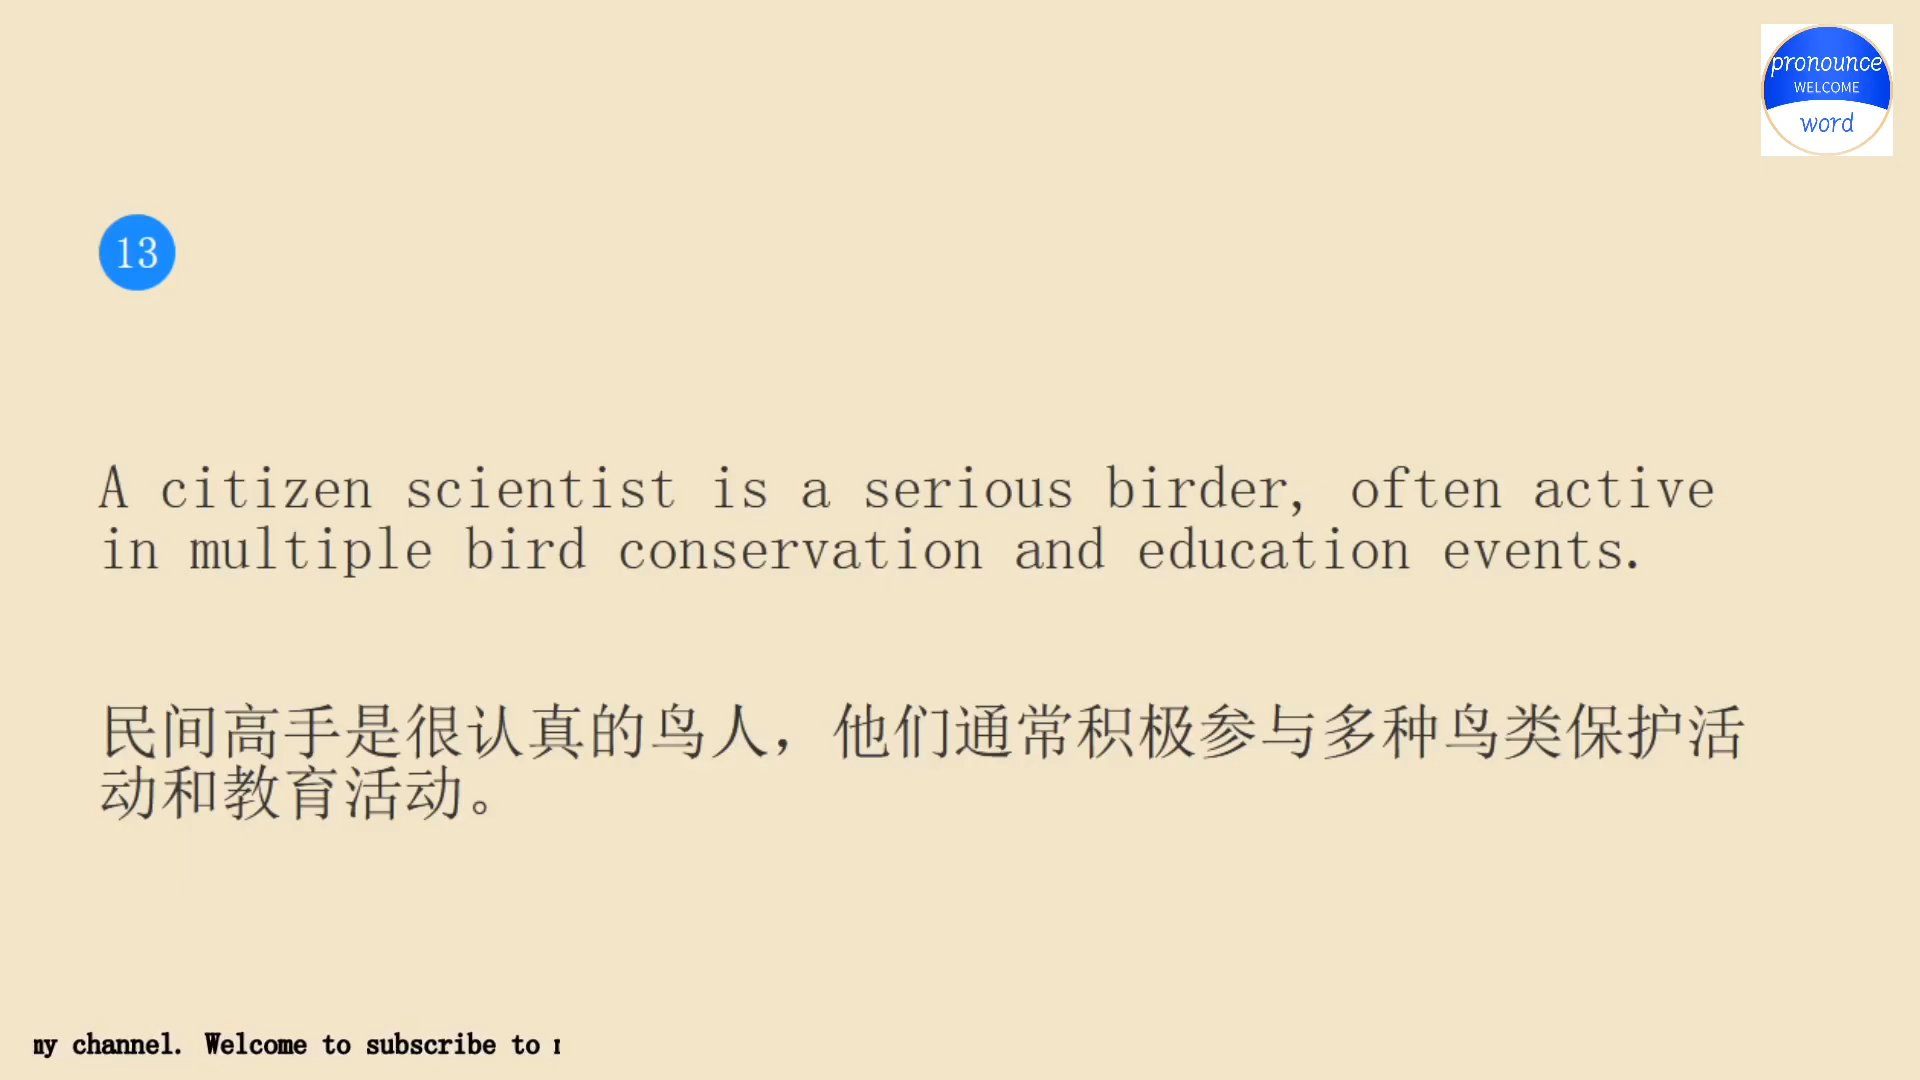 pronounce
WELCOME
word
13
A citizen scientist is a serious birder, often active
in multiple bird conservation and education events.
民间高手是很认真的鸟人，他们通常积极参与多种鸟类保护活
动和教育活动。
my channel. Welcome to subscribe to